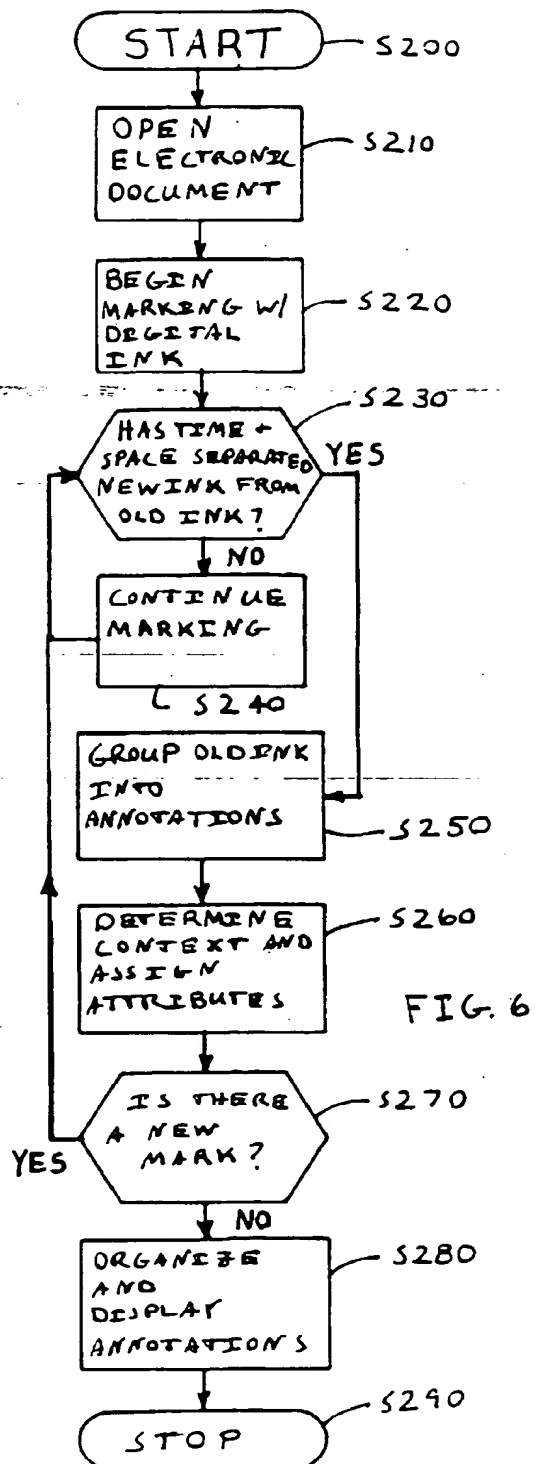 START
S200
OPEN
ELECTRONIC
DOCUMENT
S210
BEGIN
MARKING W/
DIGITAL
INK
S220
S230
HAS TIME +
SPACE SEPARATED
NEW INK FROM
OLD INK?
YES
NO
CONTINUE
MARKING
S240
GROUP OLD INK
INTO
ANNOTATIONS
S250
DETERMINE
CONTEXT AND
ASSIGN
ATTRIBUTES
S260
FIG. 6
IS THERE
A NEW
MARK?
S270
YES
NO
ORGANIZE
AND
DISPLAY
ANNOTATIONS
S280
STOP
S290